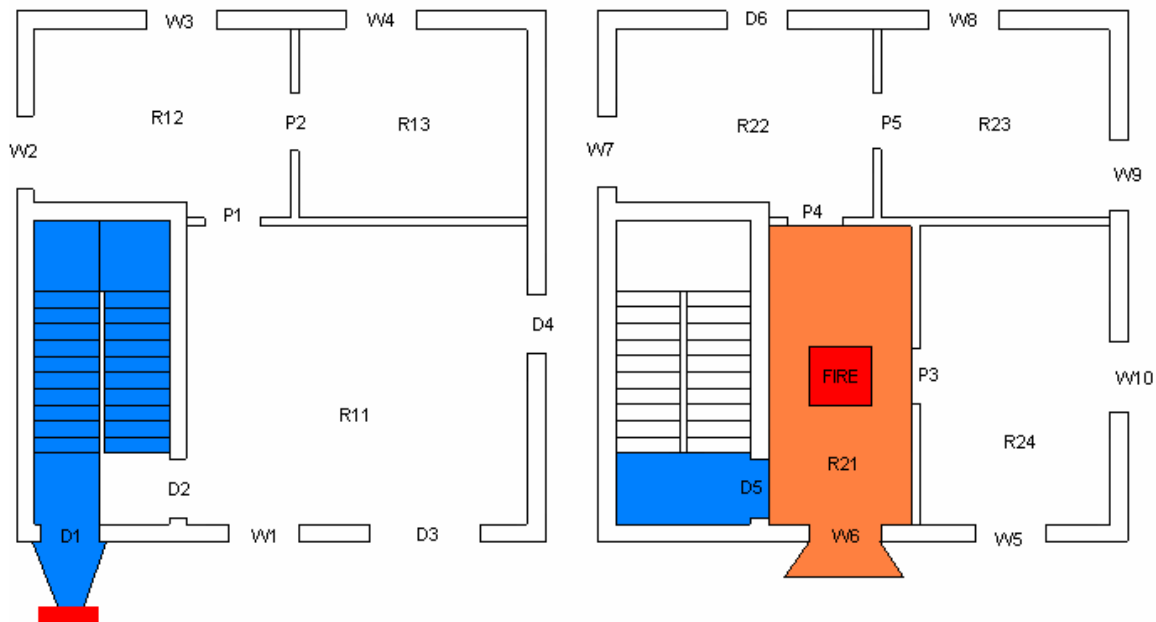 W3 W4
R12 P2 R13
W2
P1
D4
R11
D2
D1 W1 D3
D6 W8
R22 P5 R23
W7 W9
P4
FIRE P3 W10
R24
R21
D5
W6 W5